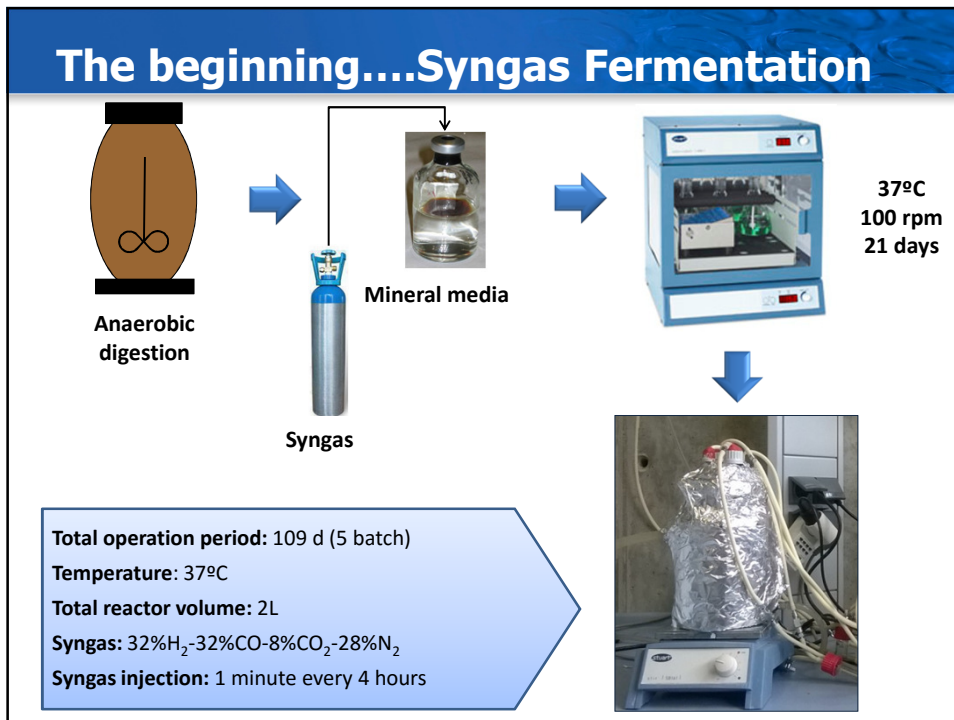 The beginning....Syngas Fermentation
Anaerobic
digestion
Syngas
Mineral media
37ºC
100 rpm
21 days
Total operation period: 109 d (5 batch)
Temperature: 37ºC
Total reactor volume: 2L
Syngas: 32%H₂-32%CO-8%CO₂-28%N₂
Syngas injection: 1 minute every 4 hours
stuart